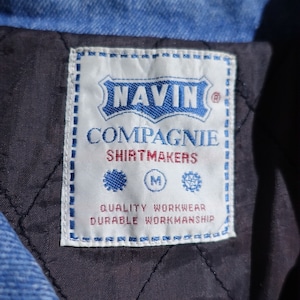 NAVIN ®
COMPAGNIE
SHIRTMAKERS
M
QUALITY WORKWEAR
DURABLE WORKMANSHIP